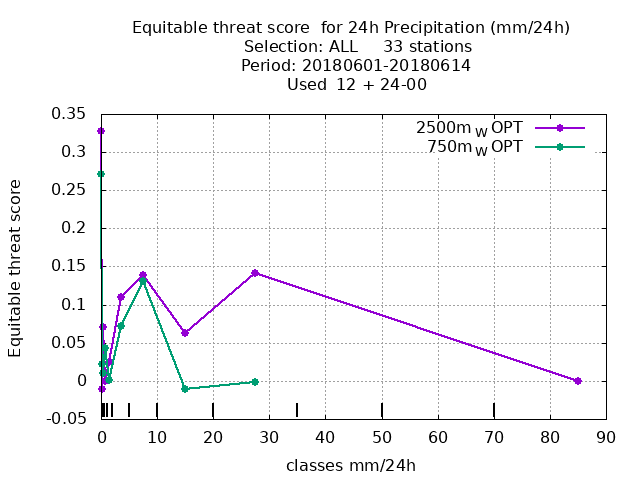 Equitable threat score  for 24h Precipitation (mm/24h)
Selection: ALL     33 stations
Period: 20180601-20180614
Used  12 + 24-00
2500m W OPT
750m W OPT
0.35
0.3
0.25
0.2
0.15
0.1
0.05
0
-0.05
Equitable threat score
0 10 20 30 40 50 60 70 80 90
classes mm/24h